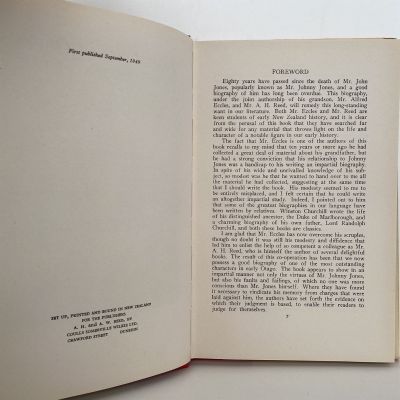 First published September, 1949
SET UP, PRINTED AND BOUND IN NEW ZEALAND
FOR THE PUBLISHERS
A. H. and A. W. REED, BY
COULLS SOMERVILLE WILKIE LTD.
CRAWFORD STREET DUNEDIN
FOREWORD
Eighty years have passed since the death of Mr. John
Jones, popularly known as Mr. Johnny Jones, and a good
biography of him has long been overdue. This biography,
under the joint authorship of his grandson, Mr. Alfred
Eccles, and Mr. A. H. Reed, will remedy this long-standing
want in our literature. Both Mr. Eccles and Mr. Reed are
keen students of early New Zealand history, and it is clear
from the perusal of this book that they have searched far
and wide for any material that throws light on the life and
character of a notable figure in our early history.
The fact that Mr. Eccles is one of the authors of this
book recalls to my mind that ten years or more ago he had
collected a great deal of material about his grandfather, but
he had a strong conviction that his relationship to Johnny
Jones was a handicap to his writing an impartial biography.
In spite of his wide and unrivalled knowledge of his sub-
ject, so modest was he that he wanted to hand over to me all
the material he had collected, suggesting at the same time
that I should write the book. His modesty seemed to me to
be entirely misplaced, and I felt certain that he could write
an altogether impartial study. Indeed, I pointed out to him
that some of the greatest biographies in our language have
been written by relatives. Winston Churchill wrote the life
of his distinguished ancestor, the Duke of Marlborough, and
a charming biography of his own father, Lord Randolph
Churchill, and both these books are classics.
I am glad that Mr. Eccles has now overcome his scruples,
though no doubt it was still his modesty and diffidence that
led him to enlist the help of so competent a colleague as Mr.
A. H. Reed, who is himself the author of several delightful
books. The result of this co-operation has been that we now
possess a good biography of one of the most outstanding
characters in early Otago. The book appears to show in an
impartial manner not only the virtues of Mr. Johnny Jones,
but also his faults and failings, of which no one was more
conscious than Mr. Jones himself. Where they have found
it necessary to vindicate his memory from charges that were
laid against him, the authors have set forth the evidence on
which their judgment is based, to enable their readers to
judge for themselves.
7